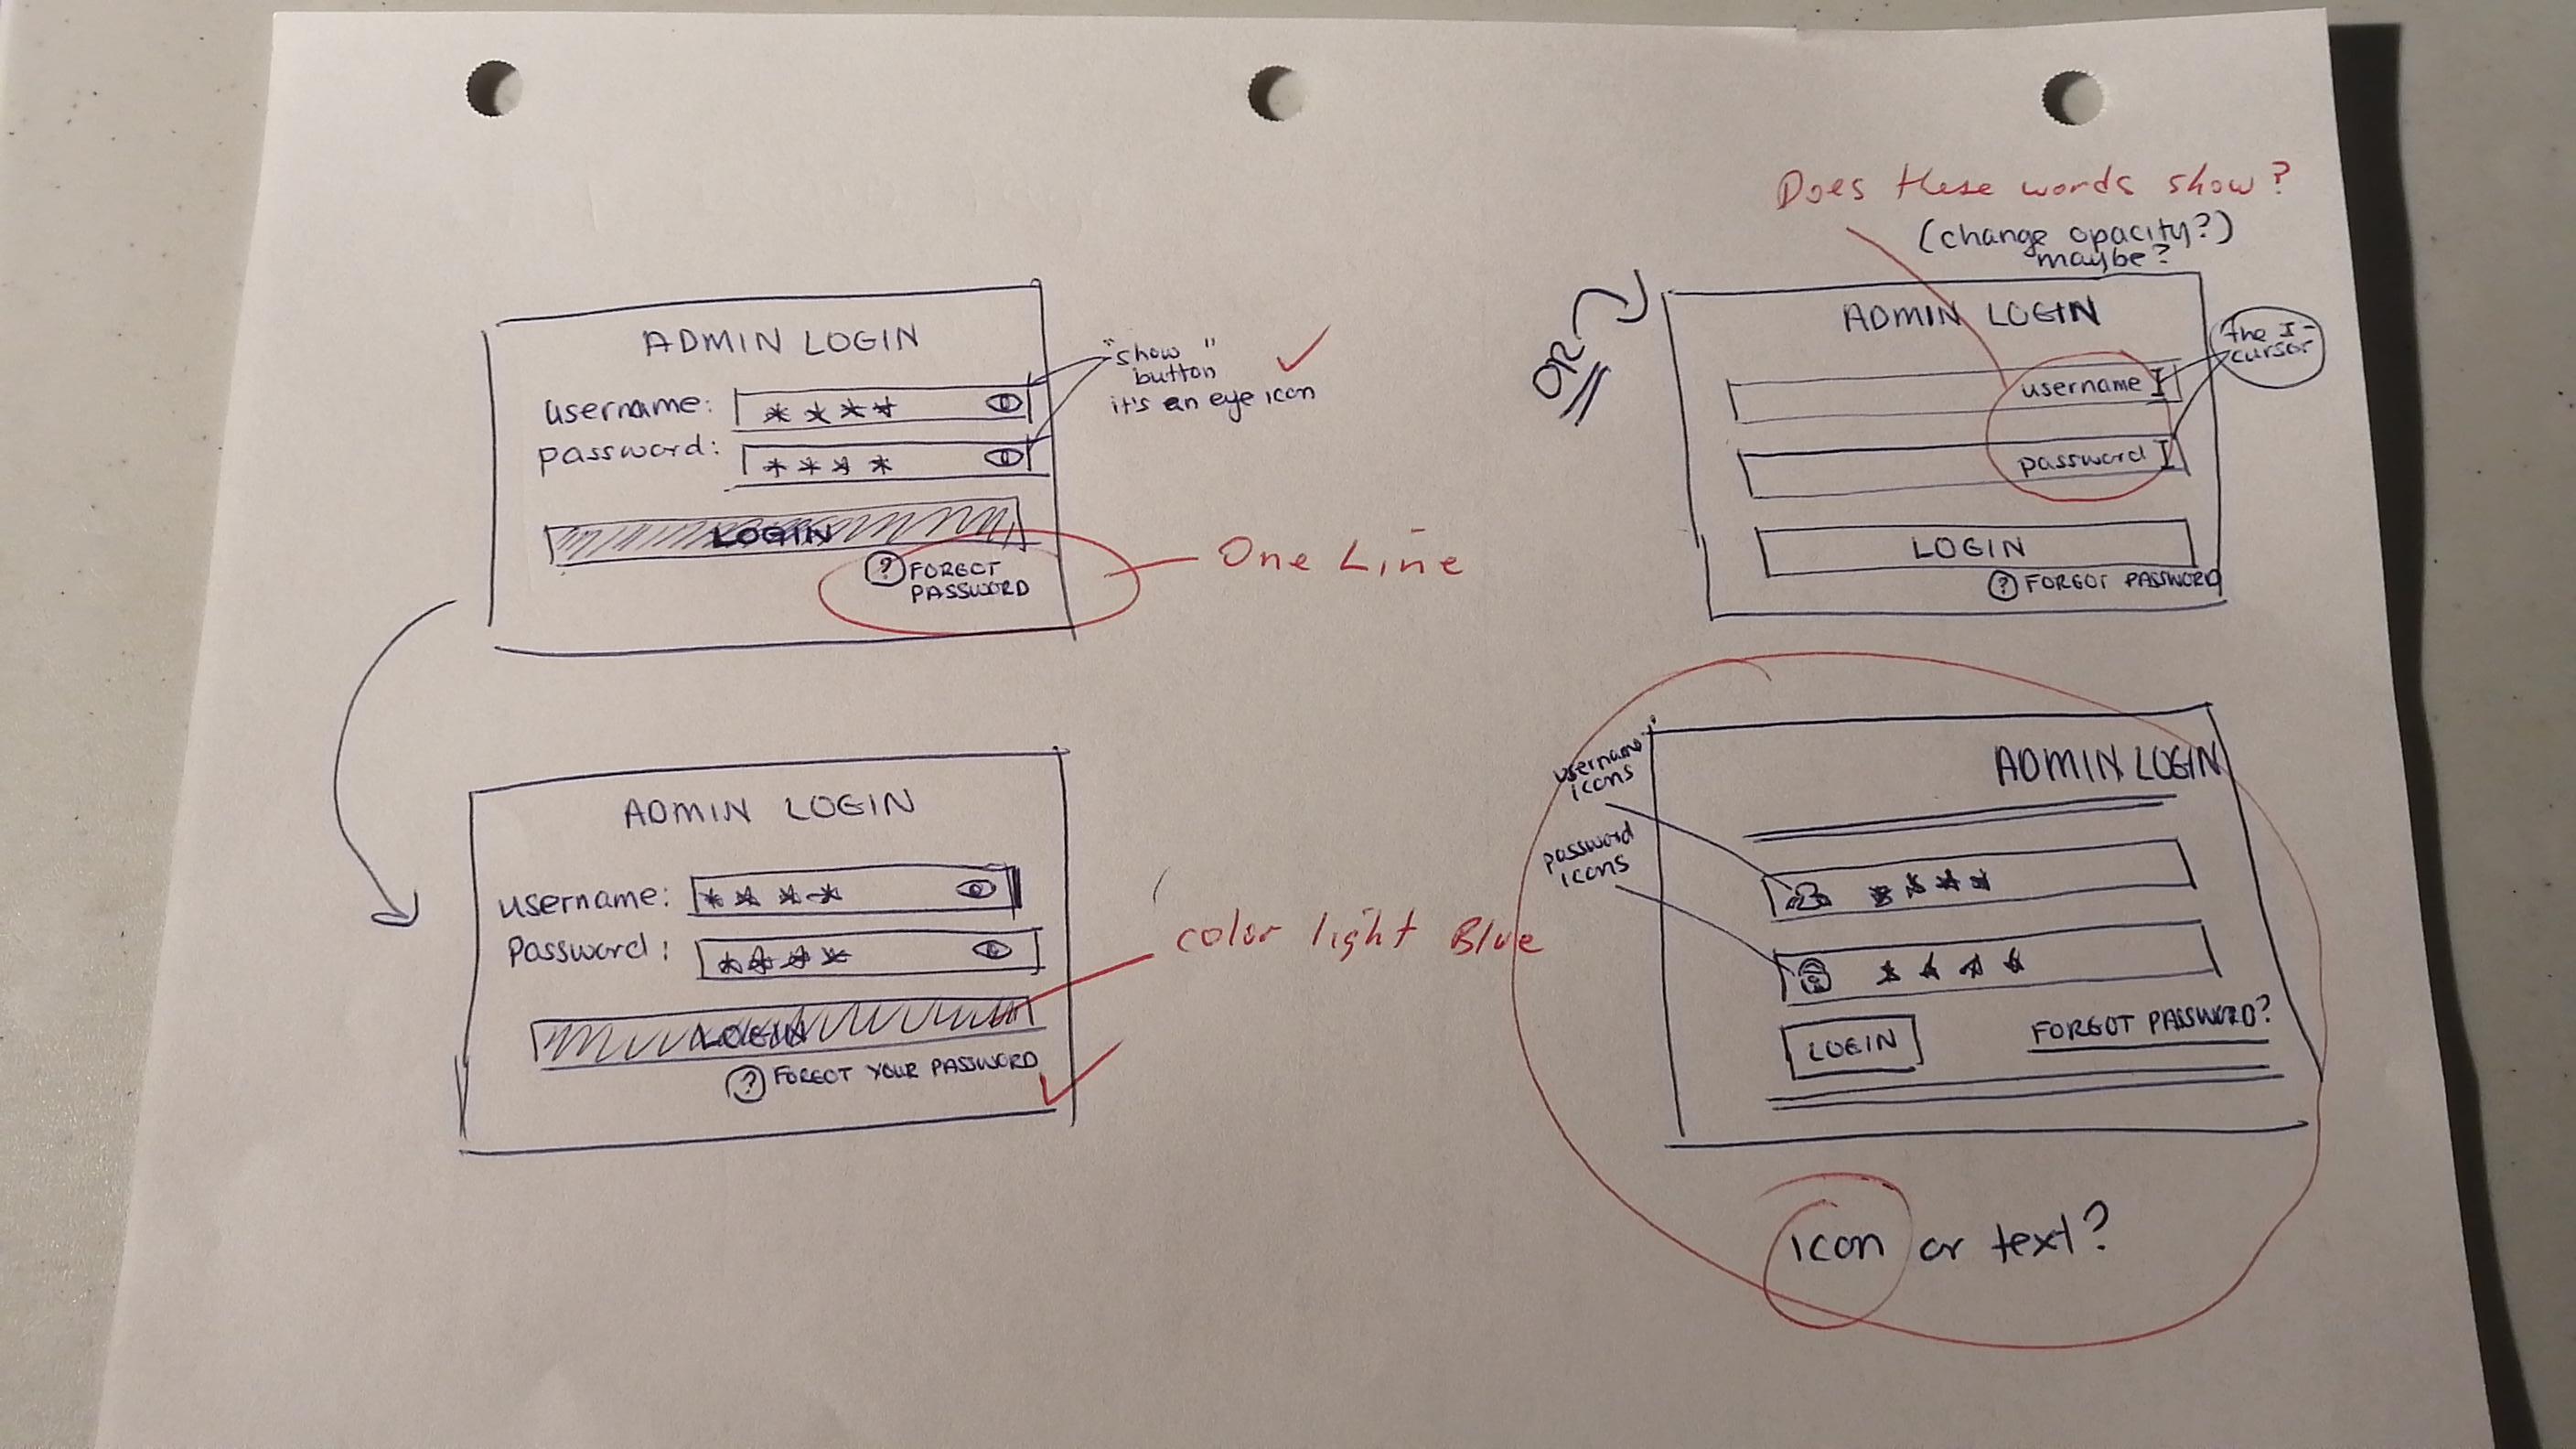 ADMIN LOGIN
username: * * * *
password: * * * *
LOGIN
? FORGOT
PASSWORD
"show"
button
it's an eye icon
One Line
OR
Does these words show?
(change opacity?)
maybe?
ADMIN LOGIN
username I
password I
the I-
cursor
LOGIN
? FORGOT PASSWORD
ADMIN LOGIN
username: * * * *
Password: * * * *
LOGIN
? FORGOT YOUR PASSWORD
color light Blue
username
icons
password
icons
ADMIN LOGIN
* * * *
* * * *
LOGIN FORGOT PASSWORD?
icon or text?